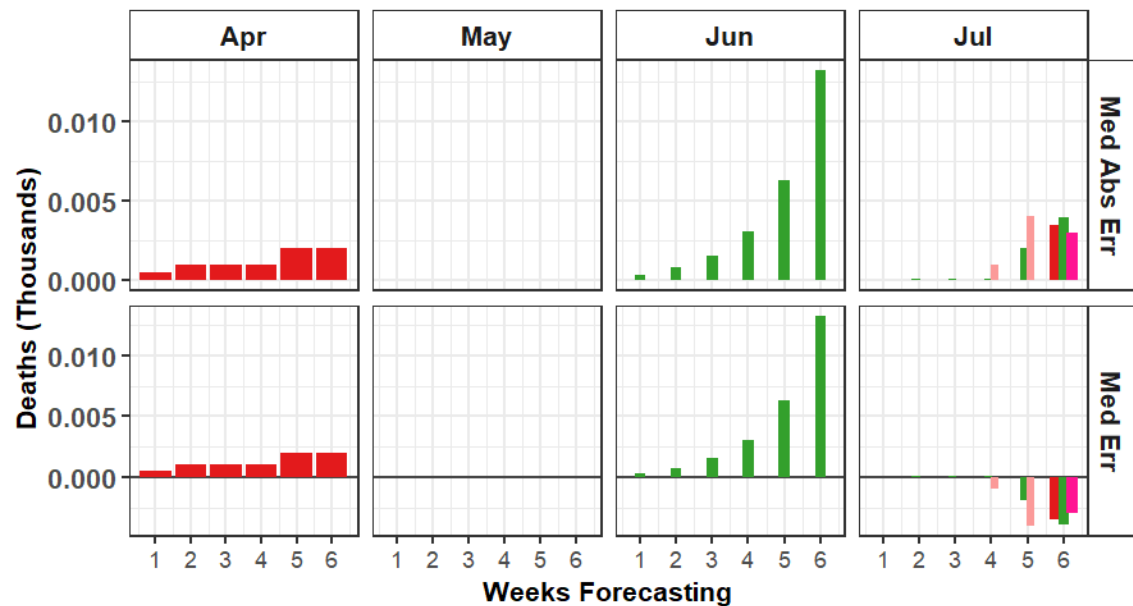 Apr May Jun Jul
Deaths (Thousands)
0.010
0.005
0.000
Med Abs Err
0.010
0.005
0.000
Med Err
1 2 3 4 5 6 1 2 3 4 5 6 1 2 3 4 5 6 1 2 3 4 5 6
Weeks Forecasting